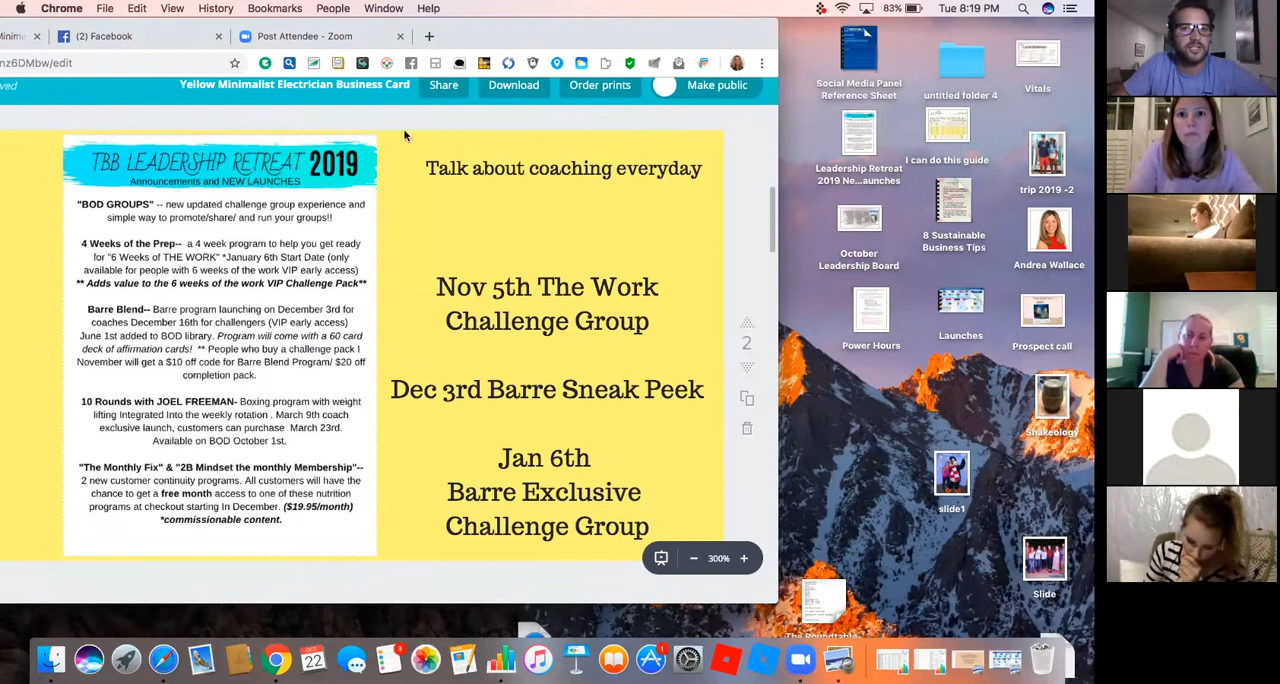 Chrome File Edit View History Bookmarks People Window Help
83% Tue 8:19 PM
(2) Facebook
Post Attendee - Zoom
nz6DMbw/edit
Yellow Minimalist Electrician Business Card
Share
Download
Order prints
Make public
TBB LEADERSHIP RETREAT 2019
Announcements and NEW LAUNCHES
"BOD GROUPS" -- new updated challenge group experience and
simple way to promote/share/ and run your groups!!
4 Weeks of the Prep-- a 4 week program to help you get ready
for "6 Weeks of THE WORK" *January 6th Start Date (only
available for people with 6 weeks of the work VIP early access)
** Adds value to the 6 weeks of the work VIP Challenge Pack**
Barre Blend-- Barre program launching on December 3rd for
coaches December 16th for challengers (VIP early access)
June 1st added to BOD library. Program will come with a 60 card
deck of affirmation cards! ** People who buy a challenge pack I
November will get a $10 off code for Barre Blend Program/ $20 off
completion pack.
10 Rounds with JOEL FREEMAN- Boxing program with weight
lifting Integrated Into the weekly rotation . March 9th coach
exclusive launch, customers can purchase March 23rd.
Available on BOD October 1st.
"The Monthly Fix" & "2B Mindset the monthly Membership"--
2 new customer continuity programs. All customers will have the
chance to get a free month access to one of these nutrition
programs at checkout starting In December. ($19.95/month)
*commissionable content.
Talk about coaching everyday
Nov 5th The Work
Challenge Group
Dec 3rd Barre Sneak Peek
Jan 6th
Barre Exclusive
Challenge Group
2
300%
Social Media Panel
Reference Sheet
untitled folder 4
Vitals
Leadership Retreat
2019 Ne...aunches
I can do this guide
trip 2019 -2
October
Leadership Board
8 Sustainable
Business Tips
Andrea Wallace
Power Hours
Launches
Prospect call
Shakeology
slide1
Slide
The Roundtable
OCT
22
3
1